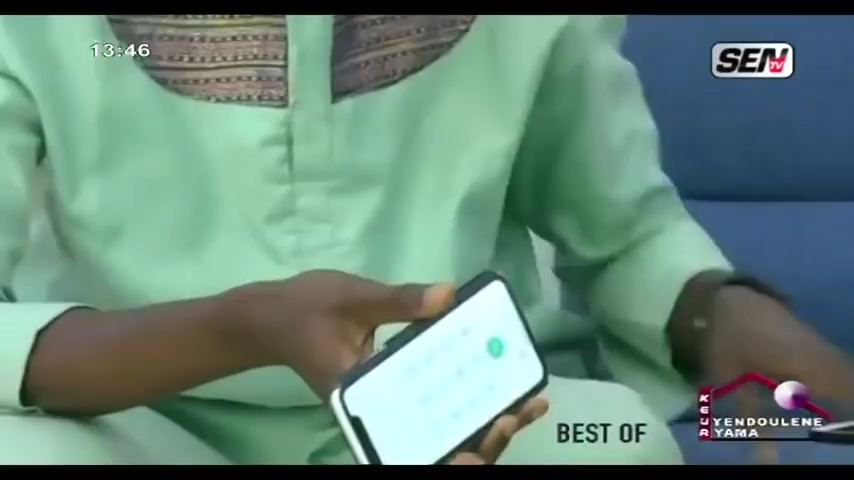 13:46
SEN TV
BEST OF
KEUR
YENDOULENE
YAMA